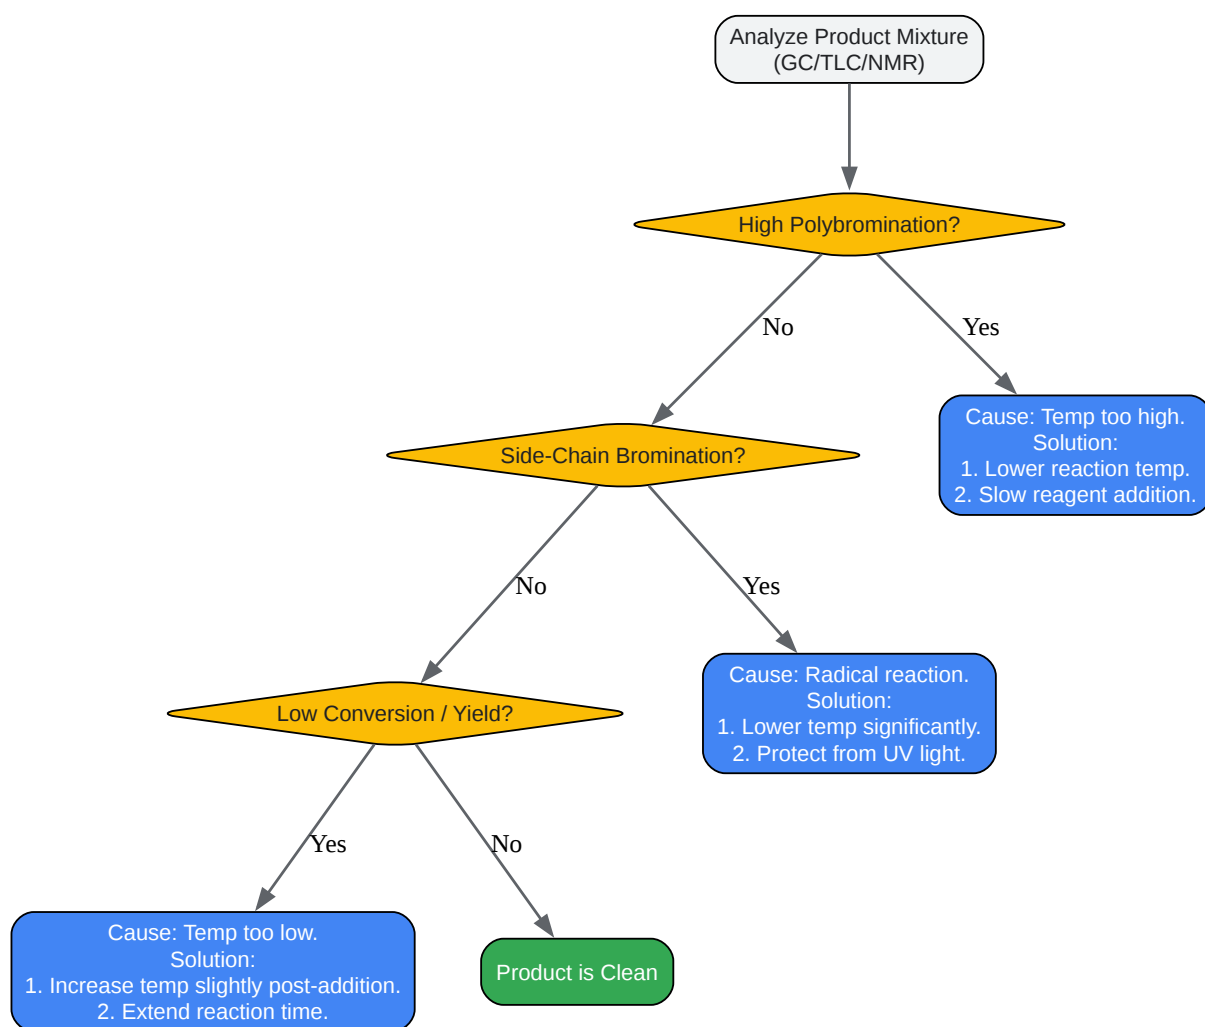 Analyze Product Mixture
(GC/TLC/NMR)
High Polybromination?
No
Yes
Cause: Temp too high.
Solution:
1. Lower reaction temp.
2. Slow reagent addition.
Side-Chain Bromination?
No
Yes
Cause: Radical reaction.
Solution:
1. Lower temp significantly.
2. Protect from UV light.
Low Conversion / Yield?
Yes
No
Cause: Temp too low.
Solution:
1. Increase temp slightly post-addition.
2. Extend reaction time.
Product is Clean